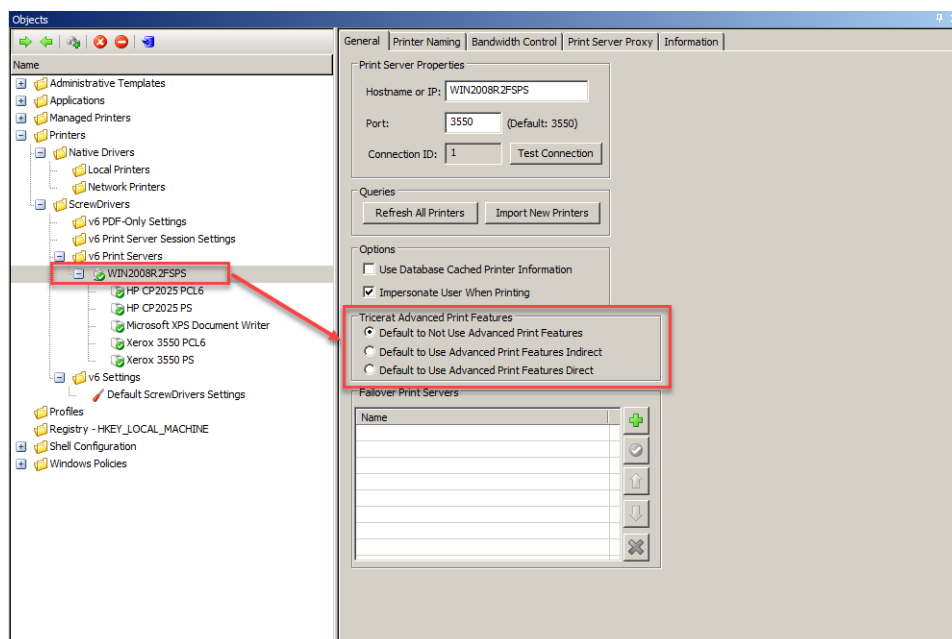 Objects
Name
Administrative Templates
Applications
Managed Printers
Printers
Native Drivers
Local Printers
Network Printers
ScrewDrivers
v6 PDF-Only Settings
v6 Print Server Session Settings
v6 Print Servers
WIN2008R2FSPS
HP CP2025 PCL6
HP CP2025 PS
Microsoft XPS Document Writer
Xerox 3550 PCL6
Xerox 3550 PS
v6 Settings
Default ScrewDrivers Settings
Profiles
Registry - HKEY_LOCAL_MACHINE
Shell Configuration
Windows Policies
General Printer Naming Bandwidth Control Print Server Proxy Information
Print Server Properties
Hostname or IP: WIN2008R2FSPS
Port: 3550 (Default: 3550)
Connection ID: 1 Test Connection
Queries
Refresh All Printers Import New Printers
Options
Use Database Cached Printer Information
Impersonate User When Printing
Tricerat Advanced Print Features
Default to Not Use Advanced Print Features
Default to Use Advanced Print Features Indirect
Default to Use Advanced Print Features Direct
Failover Print Servers
Name